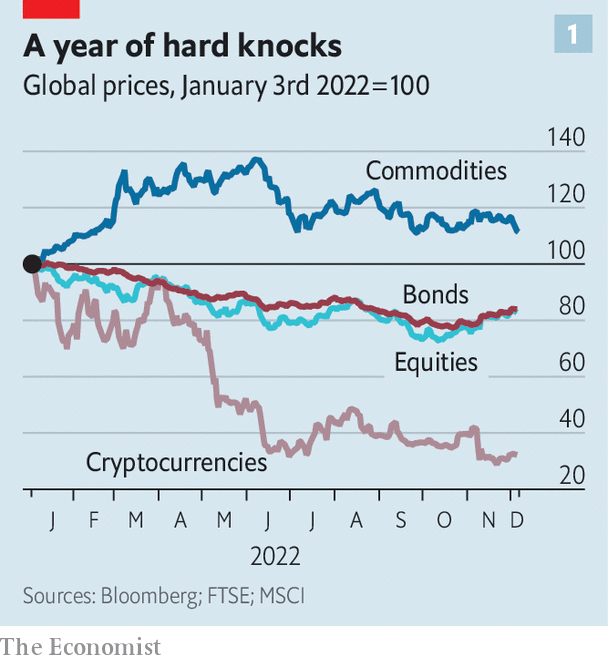 1
A year of hard knocks
Global prices, January 3rd 2022=100
140
Commodities
120
100
Bonds
80
Equities
60
40
Cryptocurrencies
20
J F M A M J J A S O N D
2022
Sources: Bloomberg; FTSE; MSCI
The Economist